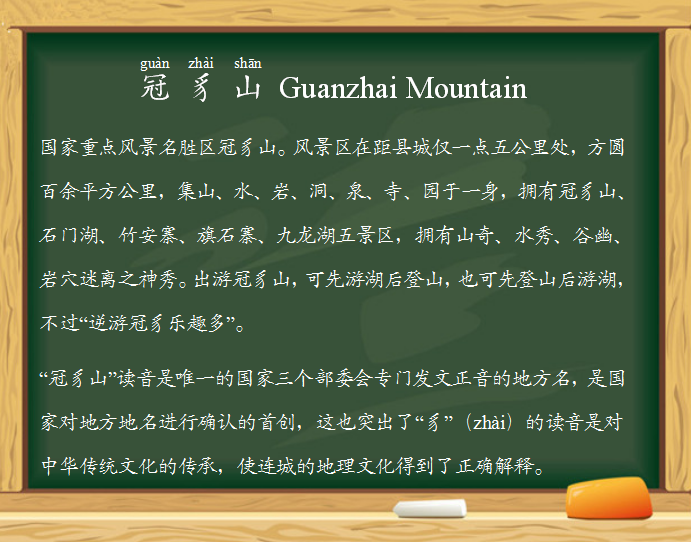 guàn zhài shān
冠豸山 Guanzhai Mountain
国家重点风景名胜区冠豸山。风景区在距县城仅一点五公里处，方圆
百余平方公里，集山、水、岩、洞、泉、寺、园于一身，拥有冠豸山、
石门湖、竹安寨、旗石寨、九龙湖五景区，拥有山奇、水秀、谷幽、
岩穴迷离之神秀。出游冠豸山，可先游湖后登山，也可先登山后游湖，
不过“逆游冠豸乐趣多”。
“冠豸山”读音是唯一的国家三个部委会专门发文正音的地方名，是国
家对地方地名进行确认的首创，这也突出了“豸”（zhài）的读音是对
中华传统文化的传承，使连城的地理文化得到了正确解释。